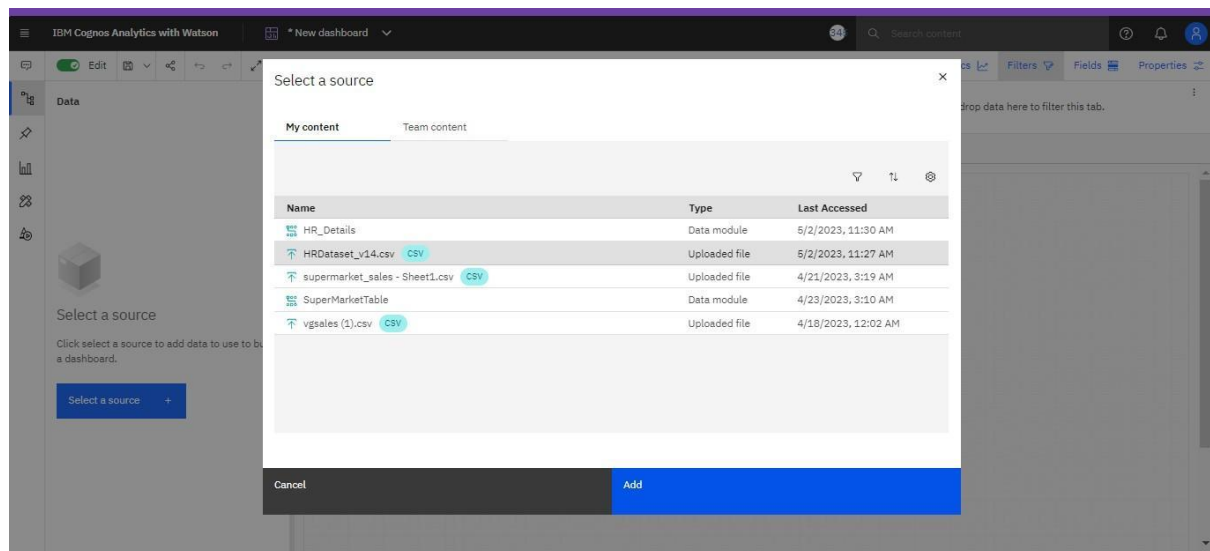 IBM Cognos Analytics with Watson
* New dashboard
84
Search content
Edit
Filters
Fields
Properties
Data
drop data here to filter this tab.
Select a source
Click select a source to add data to use to bu
a dashboard.
Select a source +
Select a source
My content Team content
Name Type Last Accessed
HR_Details Data module 5/2/2023, 11:30 AM
HRDataset_v14.csv CSV Uploaded file 5/2/2023, 11:27 AM
supermarket_sales - Sheet1.csv CSV Uploaded file 4/21/2023, 3:19 AM
SuperMarketTable Data module 4/23/2023, 3:10 AM
vgsales (1).csv CSV Uploaded file 4/18/2023, 12:02 AM
Cancel Add